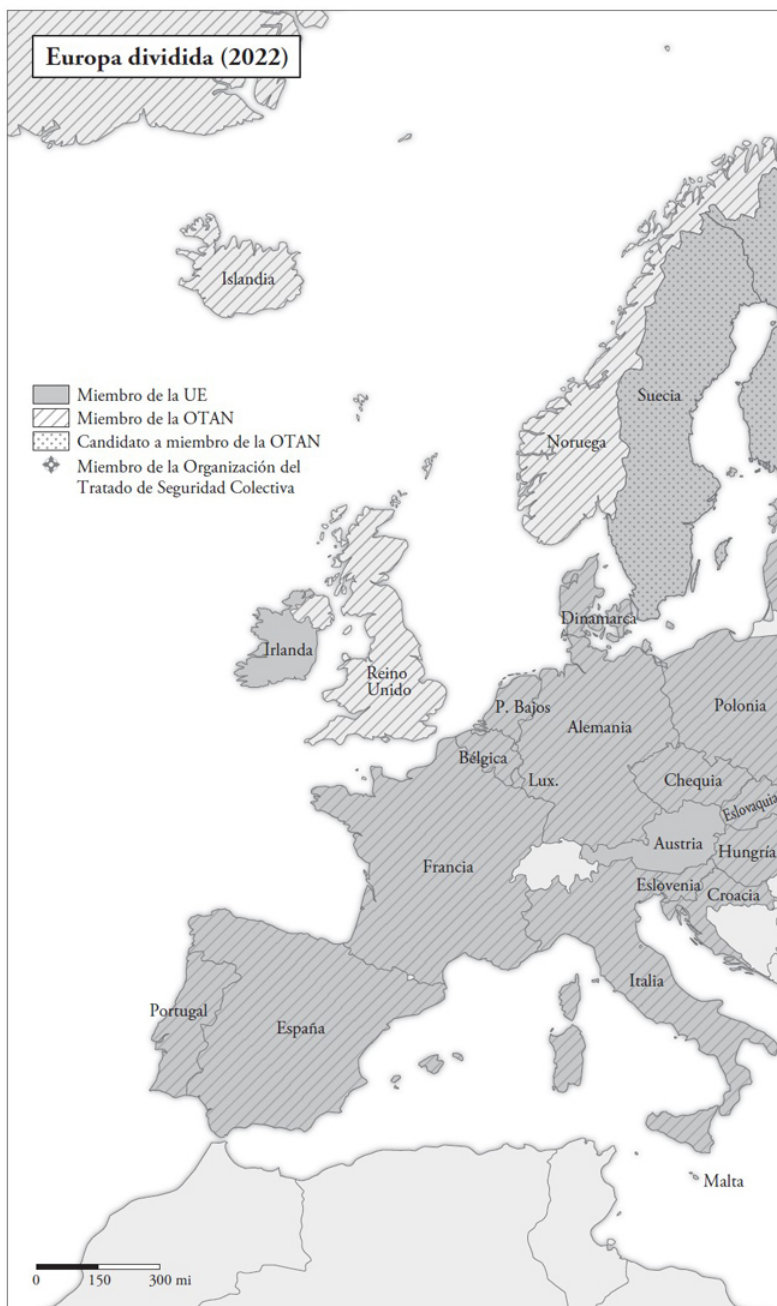 Europa dividida (2022)
Islandia
Miembro de la UE
Miembro de la OTAN
Candidato a miembro de la OTAN
Miembro de la Organización del
Tratado de Seguridad Colectiva
Suecia
Noruega
Dinamarca
Irlanda
Reino
Unido
P. Bajos
Polonia
Alemania
Bélgica
Lux.
Chequia
Eslovaquia
Austria
Hungría
Francia
Eslovenia
Croacia
Italia
Portugal
España
Malta
0 150 300 mi